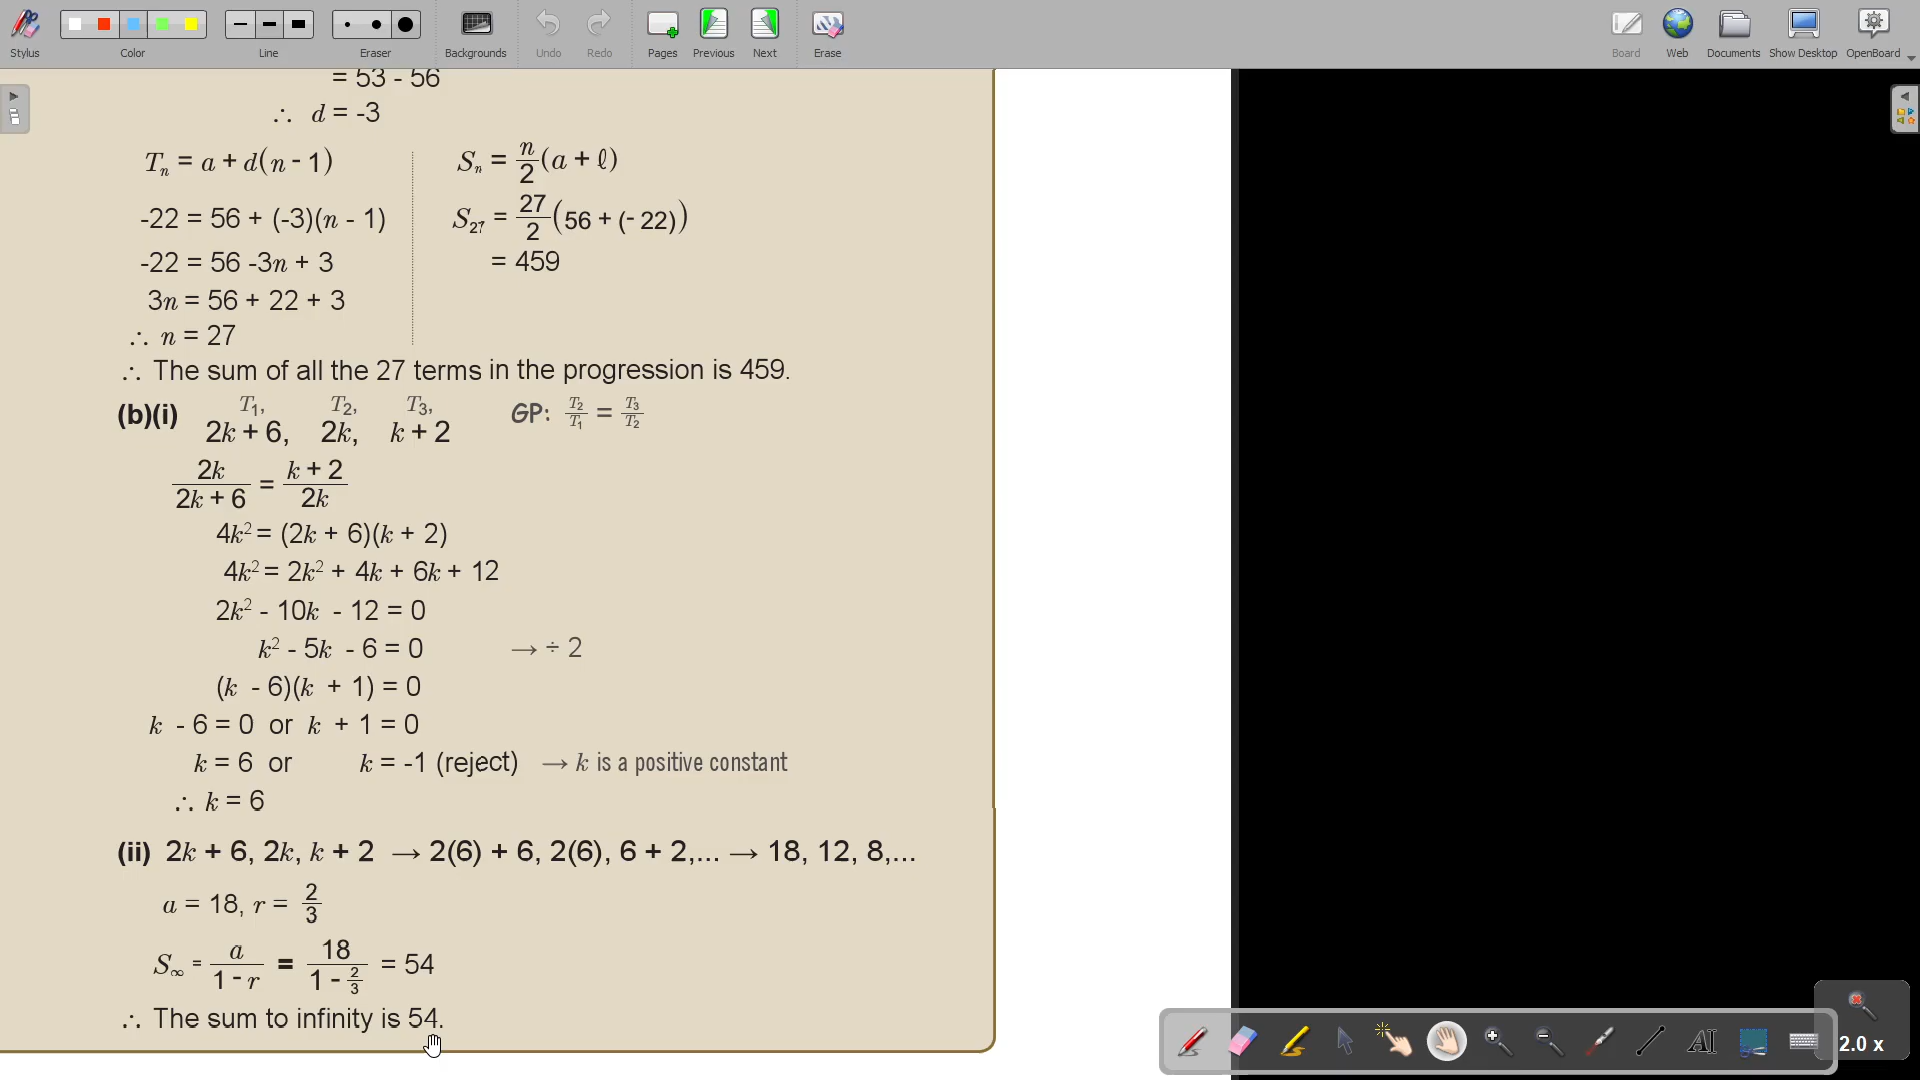 Stylus Color Line Eraser Backgrounds Undo Redo Pages Previous Next Erase Board Web Documents Show Desktop OpenBoard
= 53 - 56
∴ d = -3
Tn = a + d(n - 1)
-22 = 56 + (-3)(n - 1)
-22 = 56 -3n + 3
3n = 56 + 22 + 3
∴ n = 27
Sn = n/2(a + ℓ)
S27 = 27/2(56 + (- 22))
= 459
∴ The sum of all the 27 terms in the progression is 459.
(b)(i) T1, T2, T3, GP: T2/T1 = T3/T2
2k + 6, 2k, k + 2
2k/(2k + 6) = (k + 2)/2k
4k² = (2k + 6)(k + 2)
4k² = 2k² + 4k + 6k + 12
2k² - 10k - 12 = 0
k² - 5k - 6 = 0 → ÷ 2
(k - 6)(k + 1) = 0
k - 6 = 0 or k + 1 = 0
k = 6 or k = -1 (reject) → k is a positive constant
∴ k = 6
(ii) 2k + 6, 2k, k + 2 → 2(6) + 6, 2(6), 6 + 2,... → 18, 12, 8,...
a = 18, r = 2/3
S∞ = a/(1 - r) = 18/(1 - 2/3) = 54
∴ The sum to infinity is 54.
AI
2.0 x